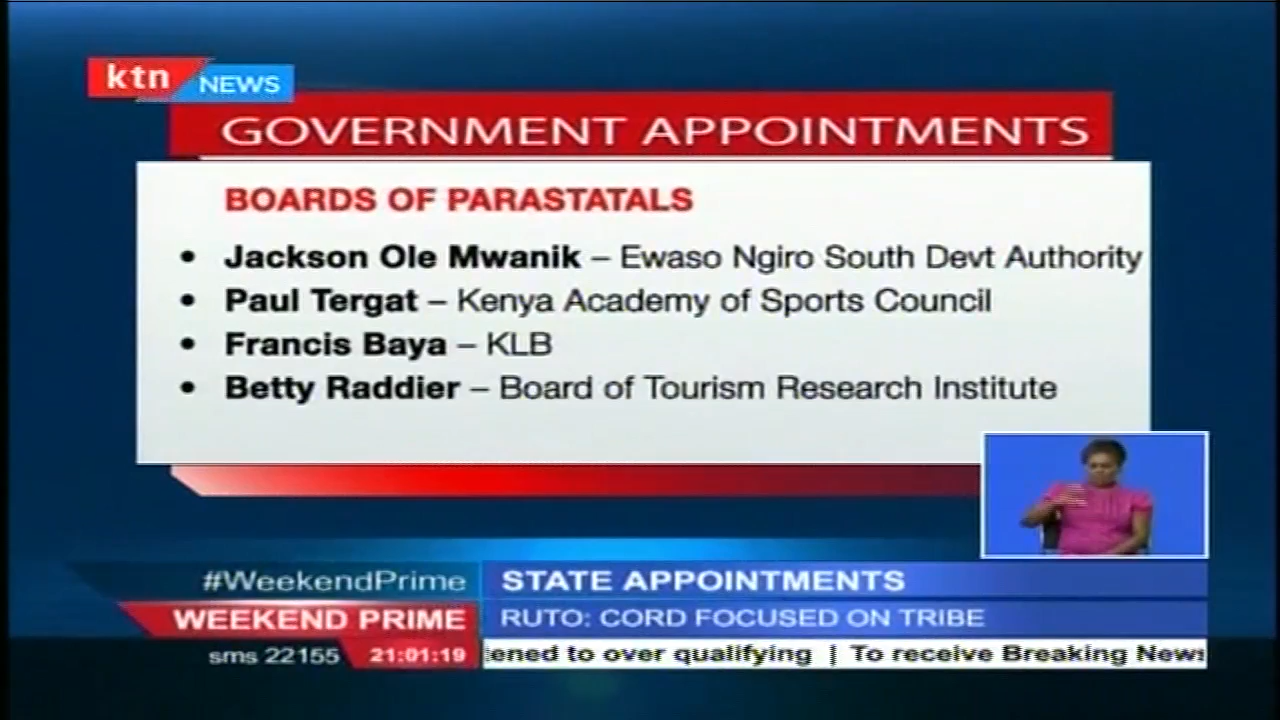 ktn NEWS
GOVERNMENT APPOINTMENTS
BOARDS OF PARASTATALS
• Jackson Ole Mwanik – Ewaso Ngiro South Devt Authority
• Paul Tergat – Kenya Academy of Sports Council
• Francis Baya – KLB
• Betty Raddier – Board of Tourism Research Institute
#WeekendPrime
STATE APPOINTMENTS
WEEKEND PRIME
RUTO: CORD FOCUSED ON TRIBE
sms 22155 21:01:19 ened to over qualifying | To receive Breaking News